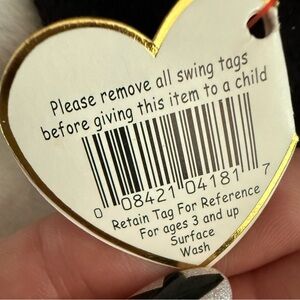 Please remove all swing tags
before giving this item to a child
0 08421 04181 7
Retain Tag For Reference
For ages 3 and up
Surface
Wash